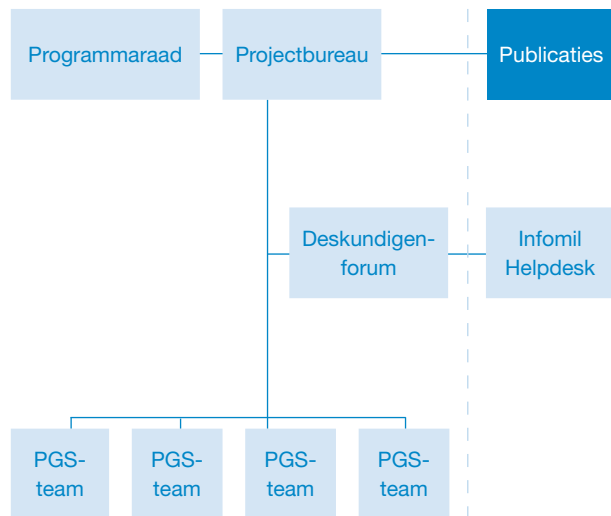 Programmaraad
Projectbureau
Publicaties
Deskundigen-
forum
Infomil
Helpdesk
PGS-
team
PGS-
team
PGS-
team
PGS-
team